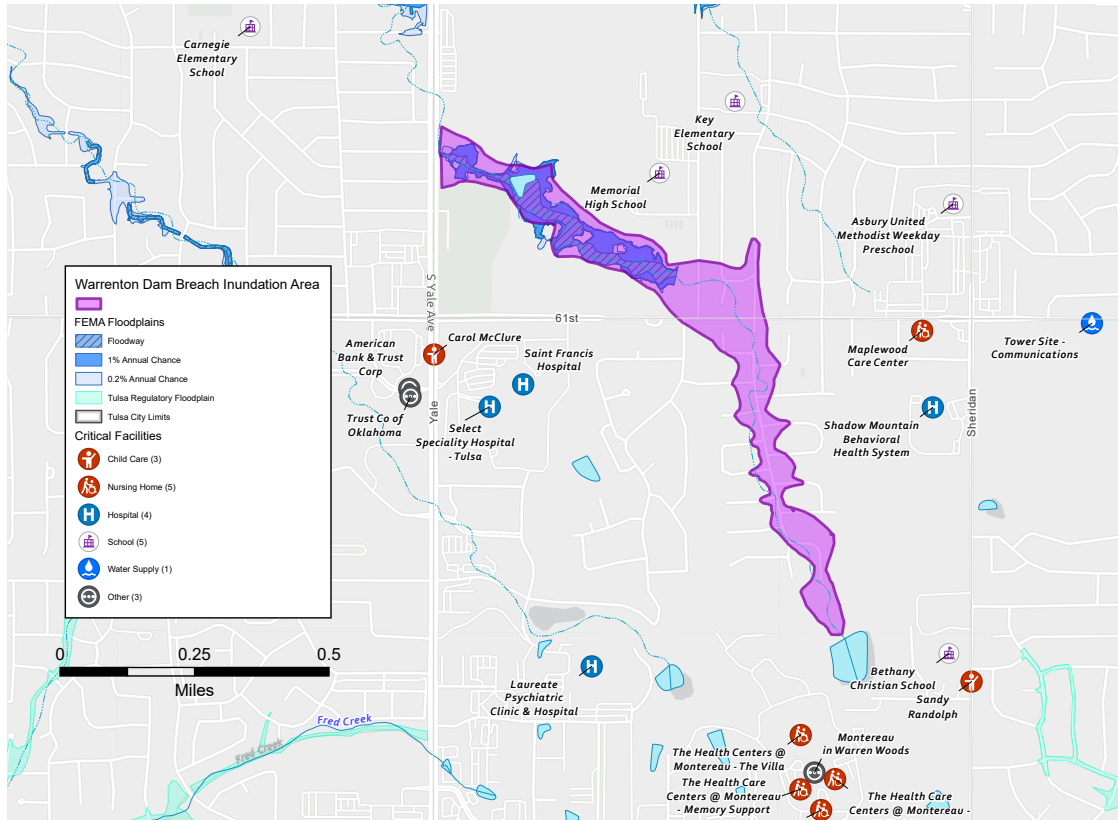 Carnegie
Elementary
School
Key
Elementary
School
Memorial
High School
Asbury United
Methodist Weekday
Preschool
Warrenton Dam Breach Inundation Area
FEMA Floodplains
Floodway
1% Annual Chance
0.2% Annual Chance
Tulsa Regulatory Floodplain
Tulsa City Limits
Critical Facilities
Child Care (3)
Nursing Home (5)
Hospital (4)
School (5)
Water Supply (1)
Other (3)
S Yale Ave
61st
American
Bank & Trust
Corp
Carol McClure
Saint Francis
Hospital
Maplewood
Care Center
Tower Site -
Communications
Trust Co of
Oklahoma
Yale
Select
Speciality Hospital
- Tulsa
Shadow Mountain
Behavioral
Health System
Sheridan
0 0.25 0.5
Miles
Laureate
Psychiatric
Clinic & Hospital
Bethany
Christian School
Sandy
Randolph
Fred Creek
Fred Creek
Montereau
in Warren Woods
The Health Centers @
Montereau - The Villa
The Health Care
Centers @ Montereau
- Memory Support
The Health Care
Centers @ Montereau -